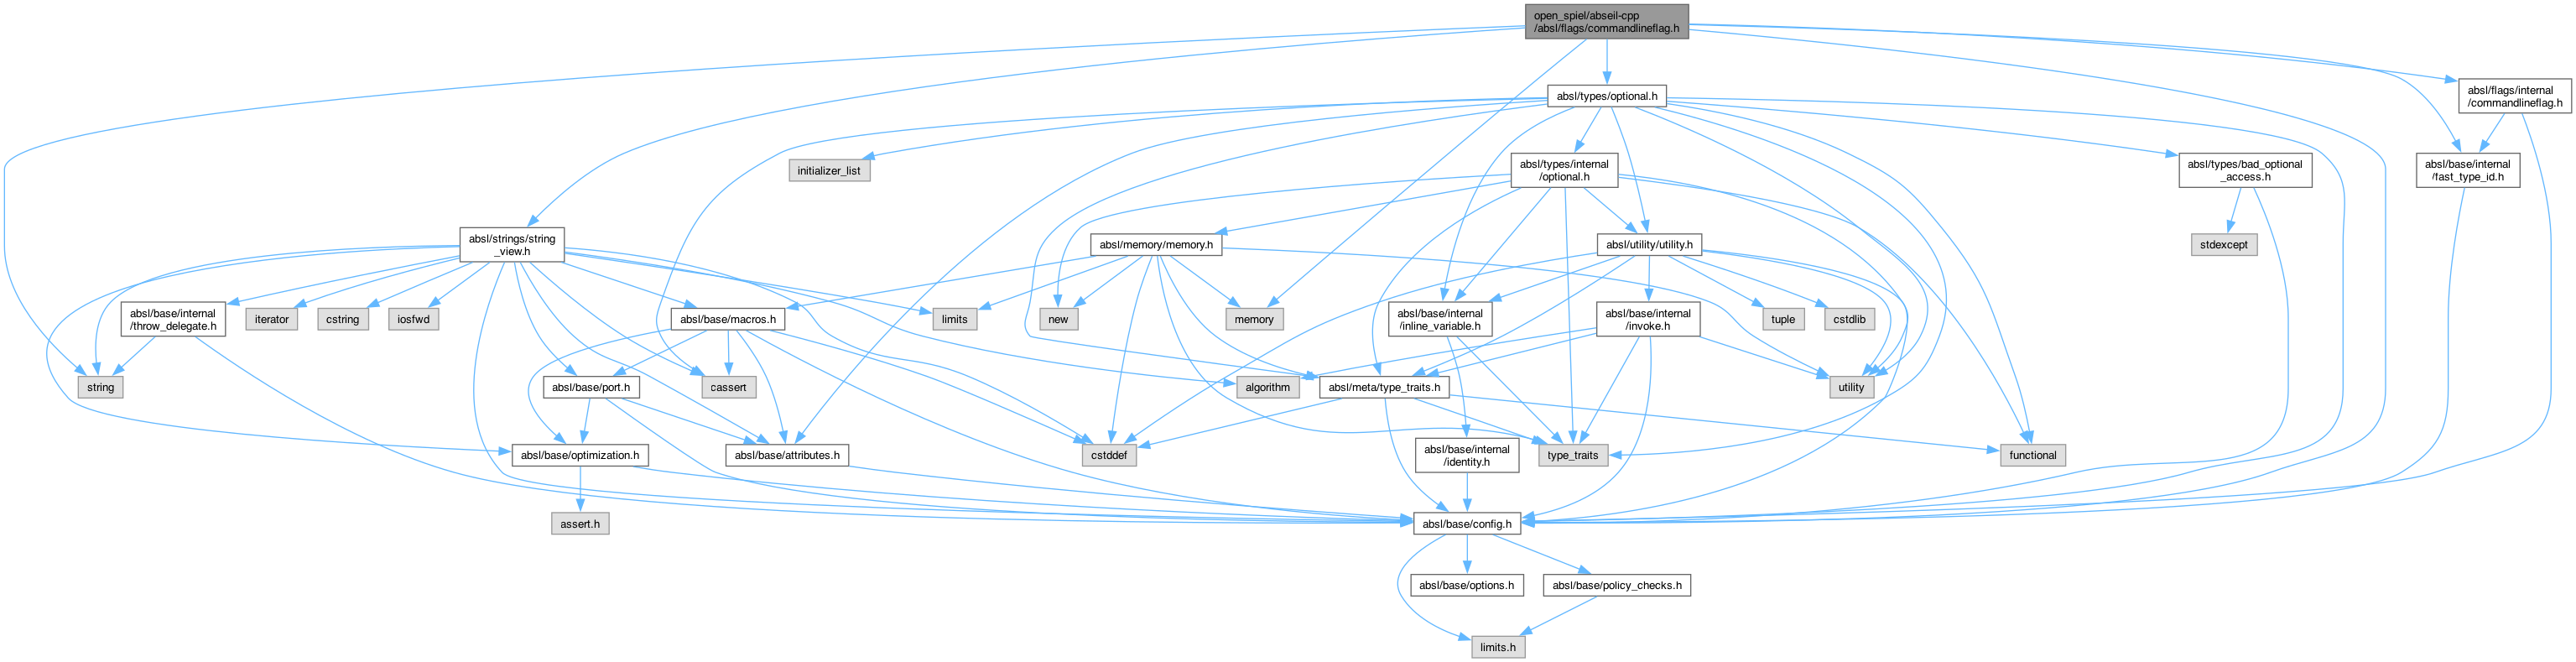 open_spiel/abseil-cpp
/absl/flags/commandlineflag.h
absl/types/optional.h
absl/flags/internal
/commandlineflag.h
initializer_list
absl/types/internal
/optional.h
absl/types/bad_optional
_access.h
absl/base/internal
/fast_type_id.h
absl/strings/string
_view.h
absl/memory/memory.h
absl/utility/utility.h
stdexcept
absl/base/internal
/throw_delegate.h
iterator
cstring
iosfwd
absl/base/macros.h
limits
new
memory
absl/base/internal
/inline_variable.h
absl/base/internal
/invoke.h
tuple
cstdlib
string
absl/base/port.h
cassert
algorithm
absl/meta/type_traits.h
utility
absl/base/optimization.h
absl/base/attributes.h
cstddef
absl/base/internal
/identity.h
type_traits
functional
assert.h
absl/base/config.h
absl/base/options.h
absl/base/policy_checks.h
limits.h